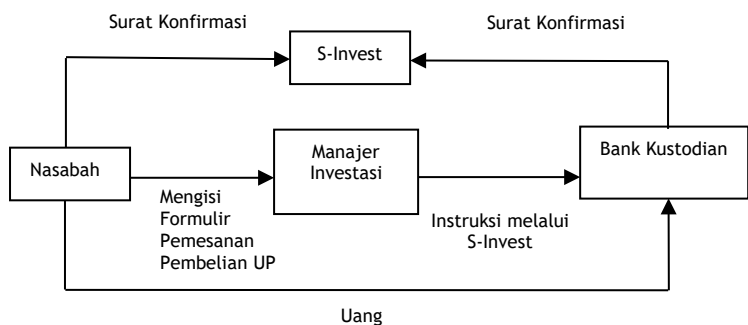 Surat Konfirmasi
Surat Konfirmasi
S-Invest
Nasabah
Manajer
Investasi
Bank Kustodian
Mengisi
Formulir
Pemesanan
Pembelian UP
Instruksi melalui
S-Invest
Uang